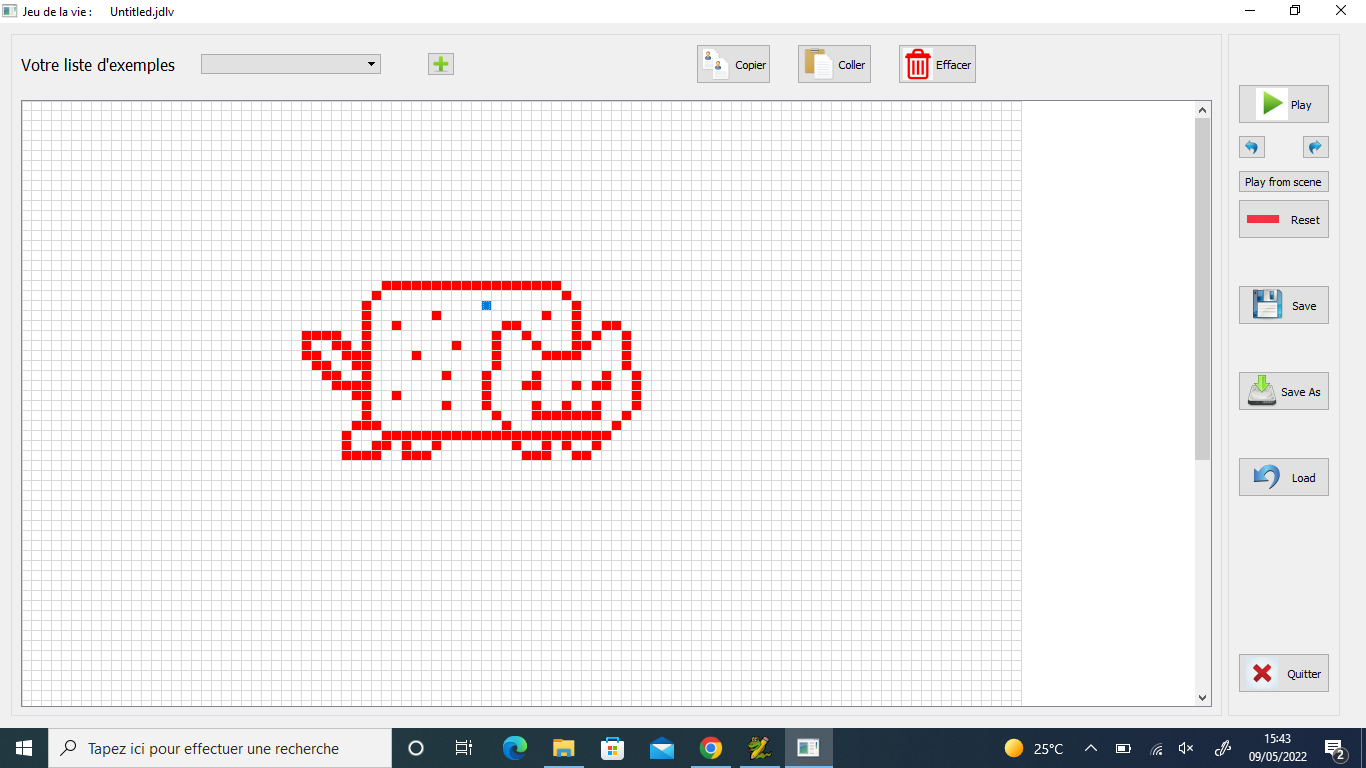 Jeu de la vie : Untitled.jdlv
Votre liste d'exemples
Copier
Coller
Effacer
Play
Play from scene
Reset
Save
Save As
Load
Quitter
Tapez ici pour effectuer une recherche
25°C
15:43
09/05/2022
2